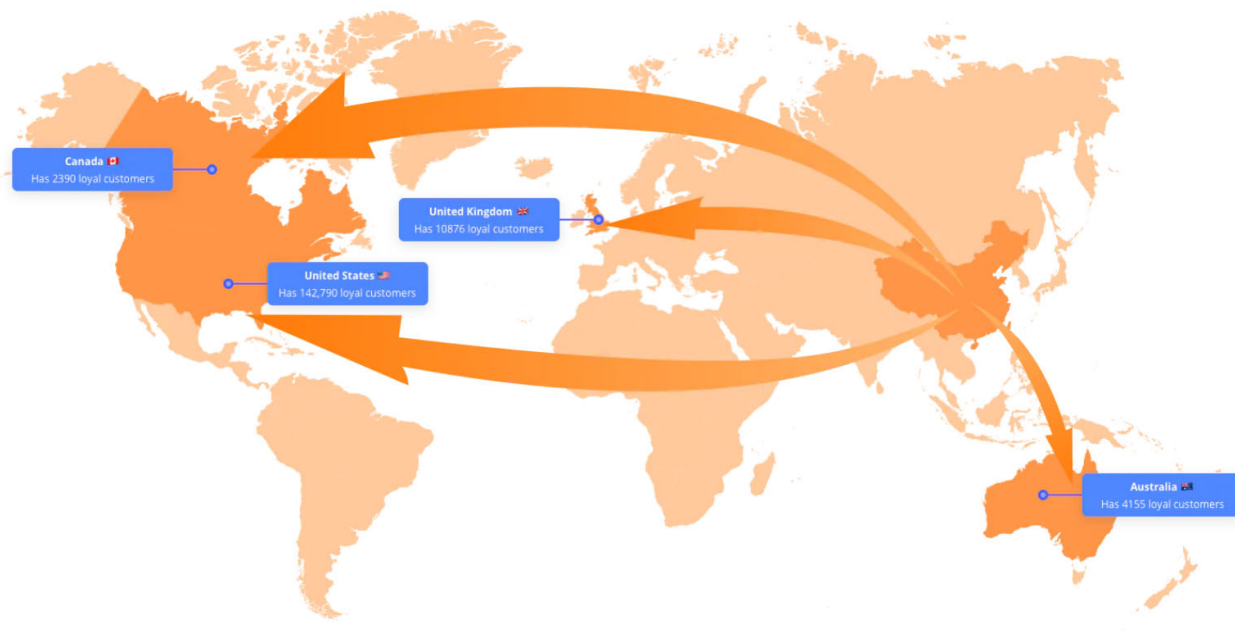 Canada 🇨🇦
Has 2390 loyal customers
United Kingdom 🇬🇧
Has 10876 loyal customers
United States 🇺🇸
Has 142,790 loyal customers
Australia 🇦🇺
Has 4155 loyal customers